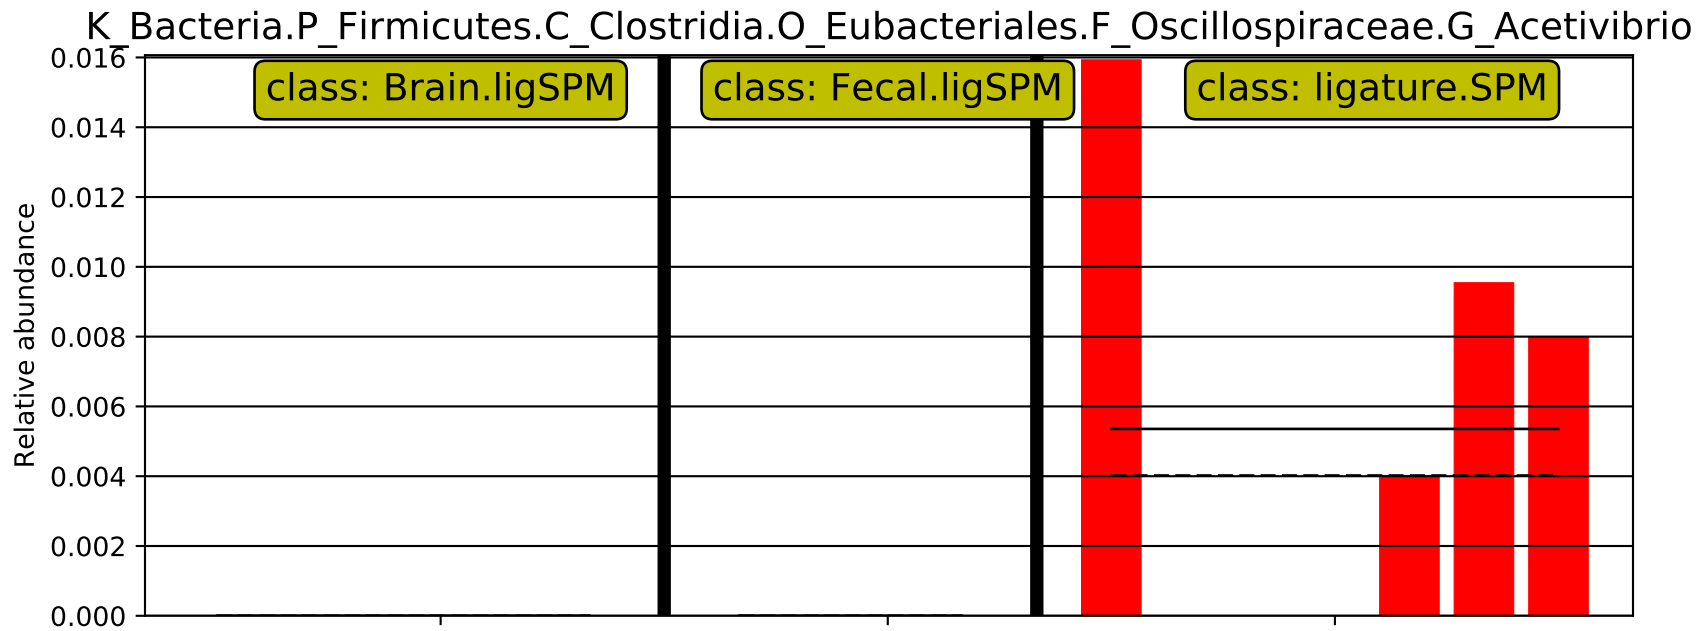 K_Bacteria.P_Firmicutes.C_Clostridia.O_Eubacteriales.F_Oscillospiraceae.G_Acetivibrio
class: Brain.ligSPM
class: Fecal.ligSPM
class: ligature.SPM
Relative abundance
0.016
0.014
0.012
0.010
0.008
0.006
0.004
0.002
0.000